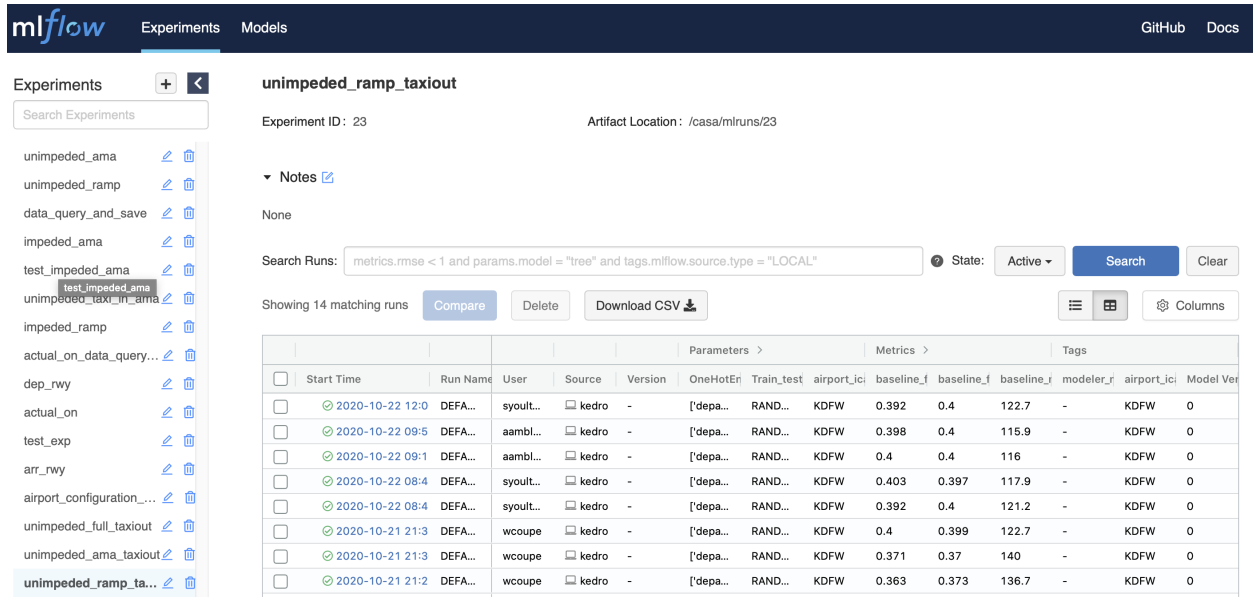 mlflow Experiments Models GitHub Docs
Experiments
Search Experiments
unimpeded_ama
unimpeded_ramp
data_query_and_save
impeded_ama
test_impeded_ama
test_impeded_ama
unimpeded_taxi_in_ama
impeded_ramp
actual_on_data_query...
dep_rwy
actual_on
test_exp
arr_rwy
airport_configuration_...
unimpeded_full_taxiout
unimpeded_ama_taxiout
unimpeded_ramp_ta...
unimpeded_ramp_taxiout
Experiment ID: 23 Artifact Location: /casa/mlruns/23
Notes
None
Search Runs: metrics.rmse < 1 and params.model = "tree" and tags.mlflow.source.type = "LOCAL" ? State: Active Search Clear
Showing 14 matching runs Compare Delete Download CSV Columns
Parameters > Metrics > Tags
Start Time Run Name User Source Version OneHotEn Train_test airport_ica baseline_f baseline_f baseline_r modeler_r airport_ica Model Ver
2020-10-22 12:0 DEFA... syoult... kedro - ['depa... RAND... KDFW 0.392 0.4 122.7 - KDFW 0
2020-10-22 09:5 DEFA... aambl... kedro - ['depa... RAND... KDFW 0.398 0.4 115.9 - KDFW 0
2020-10-22 09:1 DEFA... aambl... kedro - ['depa... RAND... KDFW 0.4 0.4 116 - KDFW 0
2020-10-22 08:4 DEFA... syoult... kedro - ['depa... RAND... KDFW 0.403 0.397 117.9 - KDFW 0
2020-10-22 08:4 DEFA... syoult... kedro - ['depa... RAND... KDFW 0.392 0.4 121.2 - KDFW 0
2020-10-21 21:3 DEFA... wcoupe kedro - ['depa... RAND... KDFW 0.4 0.399 122.7 - KDFW 0
2020-10-21 21:3 DEFA... wcoupe kedro - ['depa... RAND... KDFW 0.371 0.37 140 - KDFW 0
2020-10-21 21:2 DEFA... wcoupe kedro - ['depa... RAND... KDFW 0.363 0.373 136.7 - KDFW 0